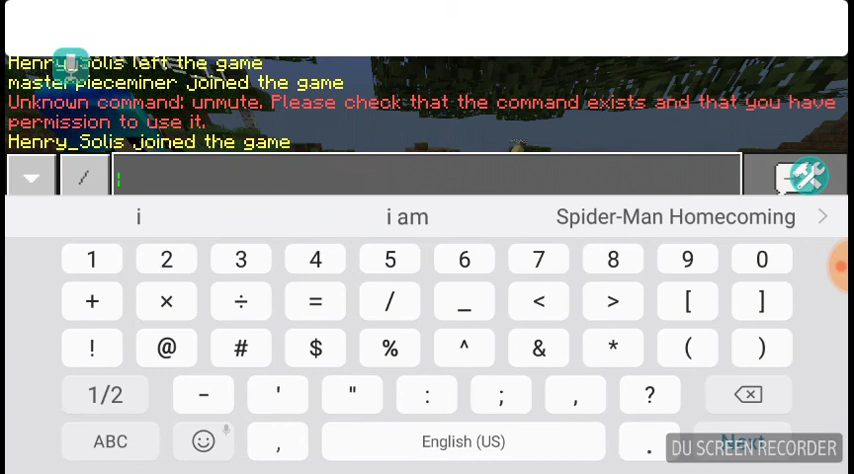 Henry_Solis left the game
masterpieceminer joined the game
Unknown command: unmute. Please check that the command exists and that you have
permission to use it.
Henry_Solis joined the game
/
i i am Spider-Man Homecoming
1 2 3 4 5 6 7 8 9 0
+ × ÷ = / _ < > [ ]
! @ # $ % ^ & * ( )
1/2 - ' " : ; , ?
ABC , English (US) . Next
DU SCREEN RECORDER